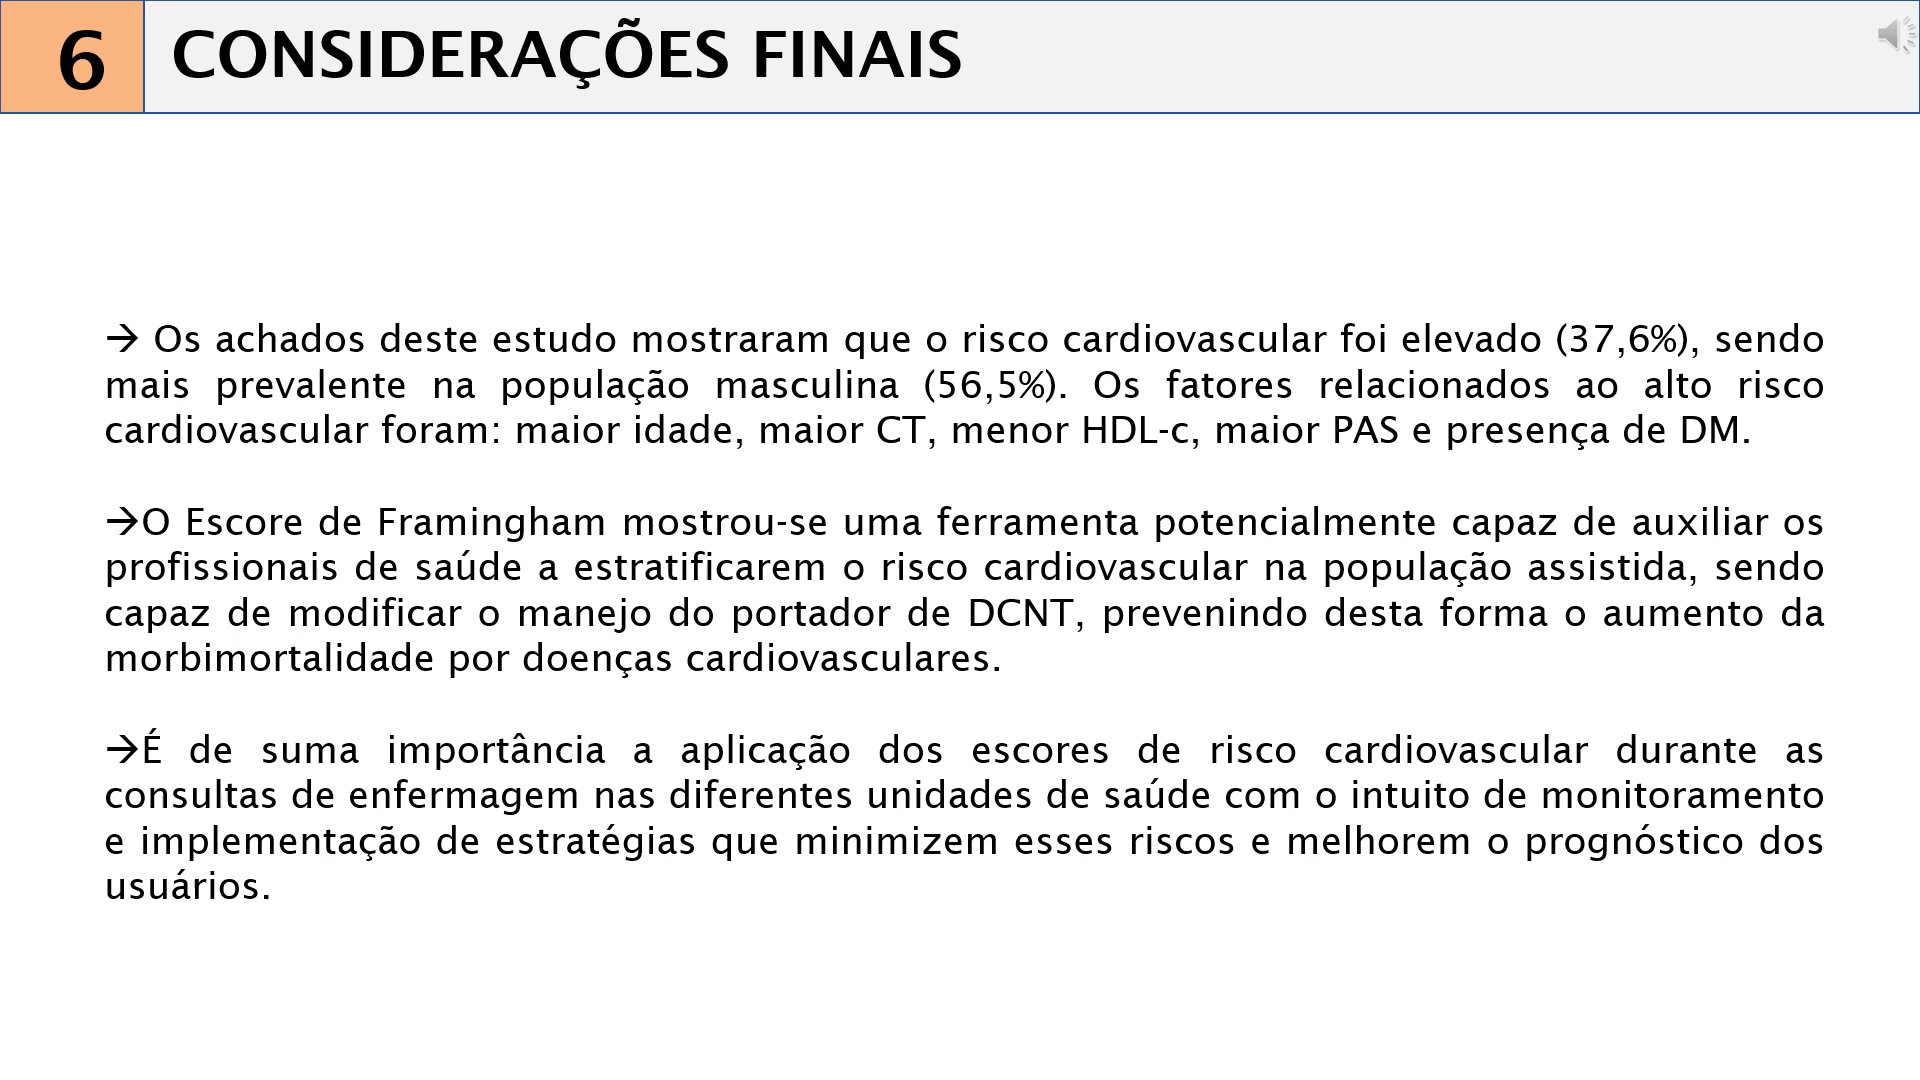 6 CONSIDERAÇÕES FINAIS
→ Os achados deste estudo mostraram que o risco cardiovascular foi elevado (37,6%), sendo
mais prevalente na população masculina (56,5%). Os fatores relacionados ao alto risco
cardiovascular foram: maior idade, maior CT, menor HDL-c, maior PAS e presença de DM.
→O Escore de Framingham mostrou-se uma ferramenta potencialmente capaz de auxiliar os
profissionais de saúde a estratificarem o risco cardiovascular na população assistida, sendo
capaz de modificar o manejo do portador de DCNT, prevenindo desta forma o aumento da
morbimortalidade por doenças cardiovasculares.
→É de suma importância a aplicação dos escores de risco cardiovascular durante as
consultas de enfermagem nas diferentes unidades de saúde com o intuito de monitoramento
e implementação de estratégias que minimizem esses riscos e melhorem o prognóstico dos
usuários.